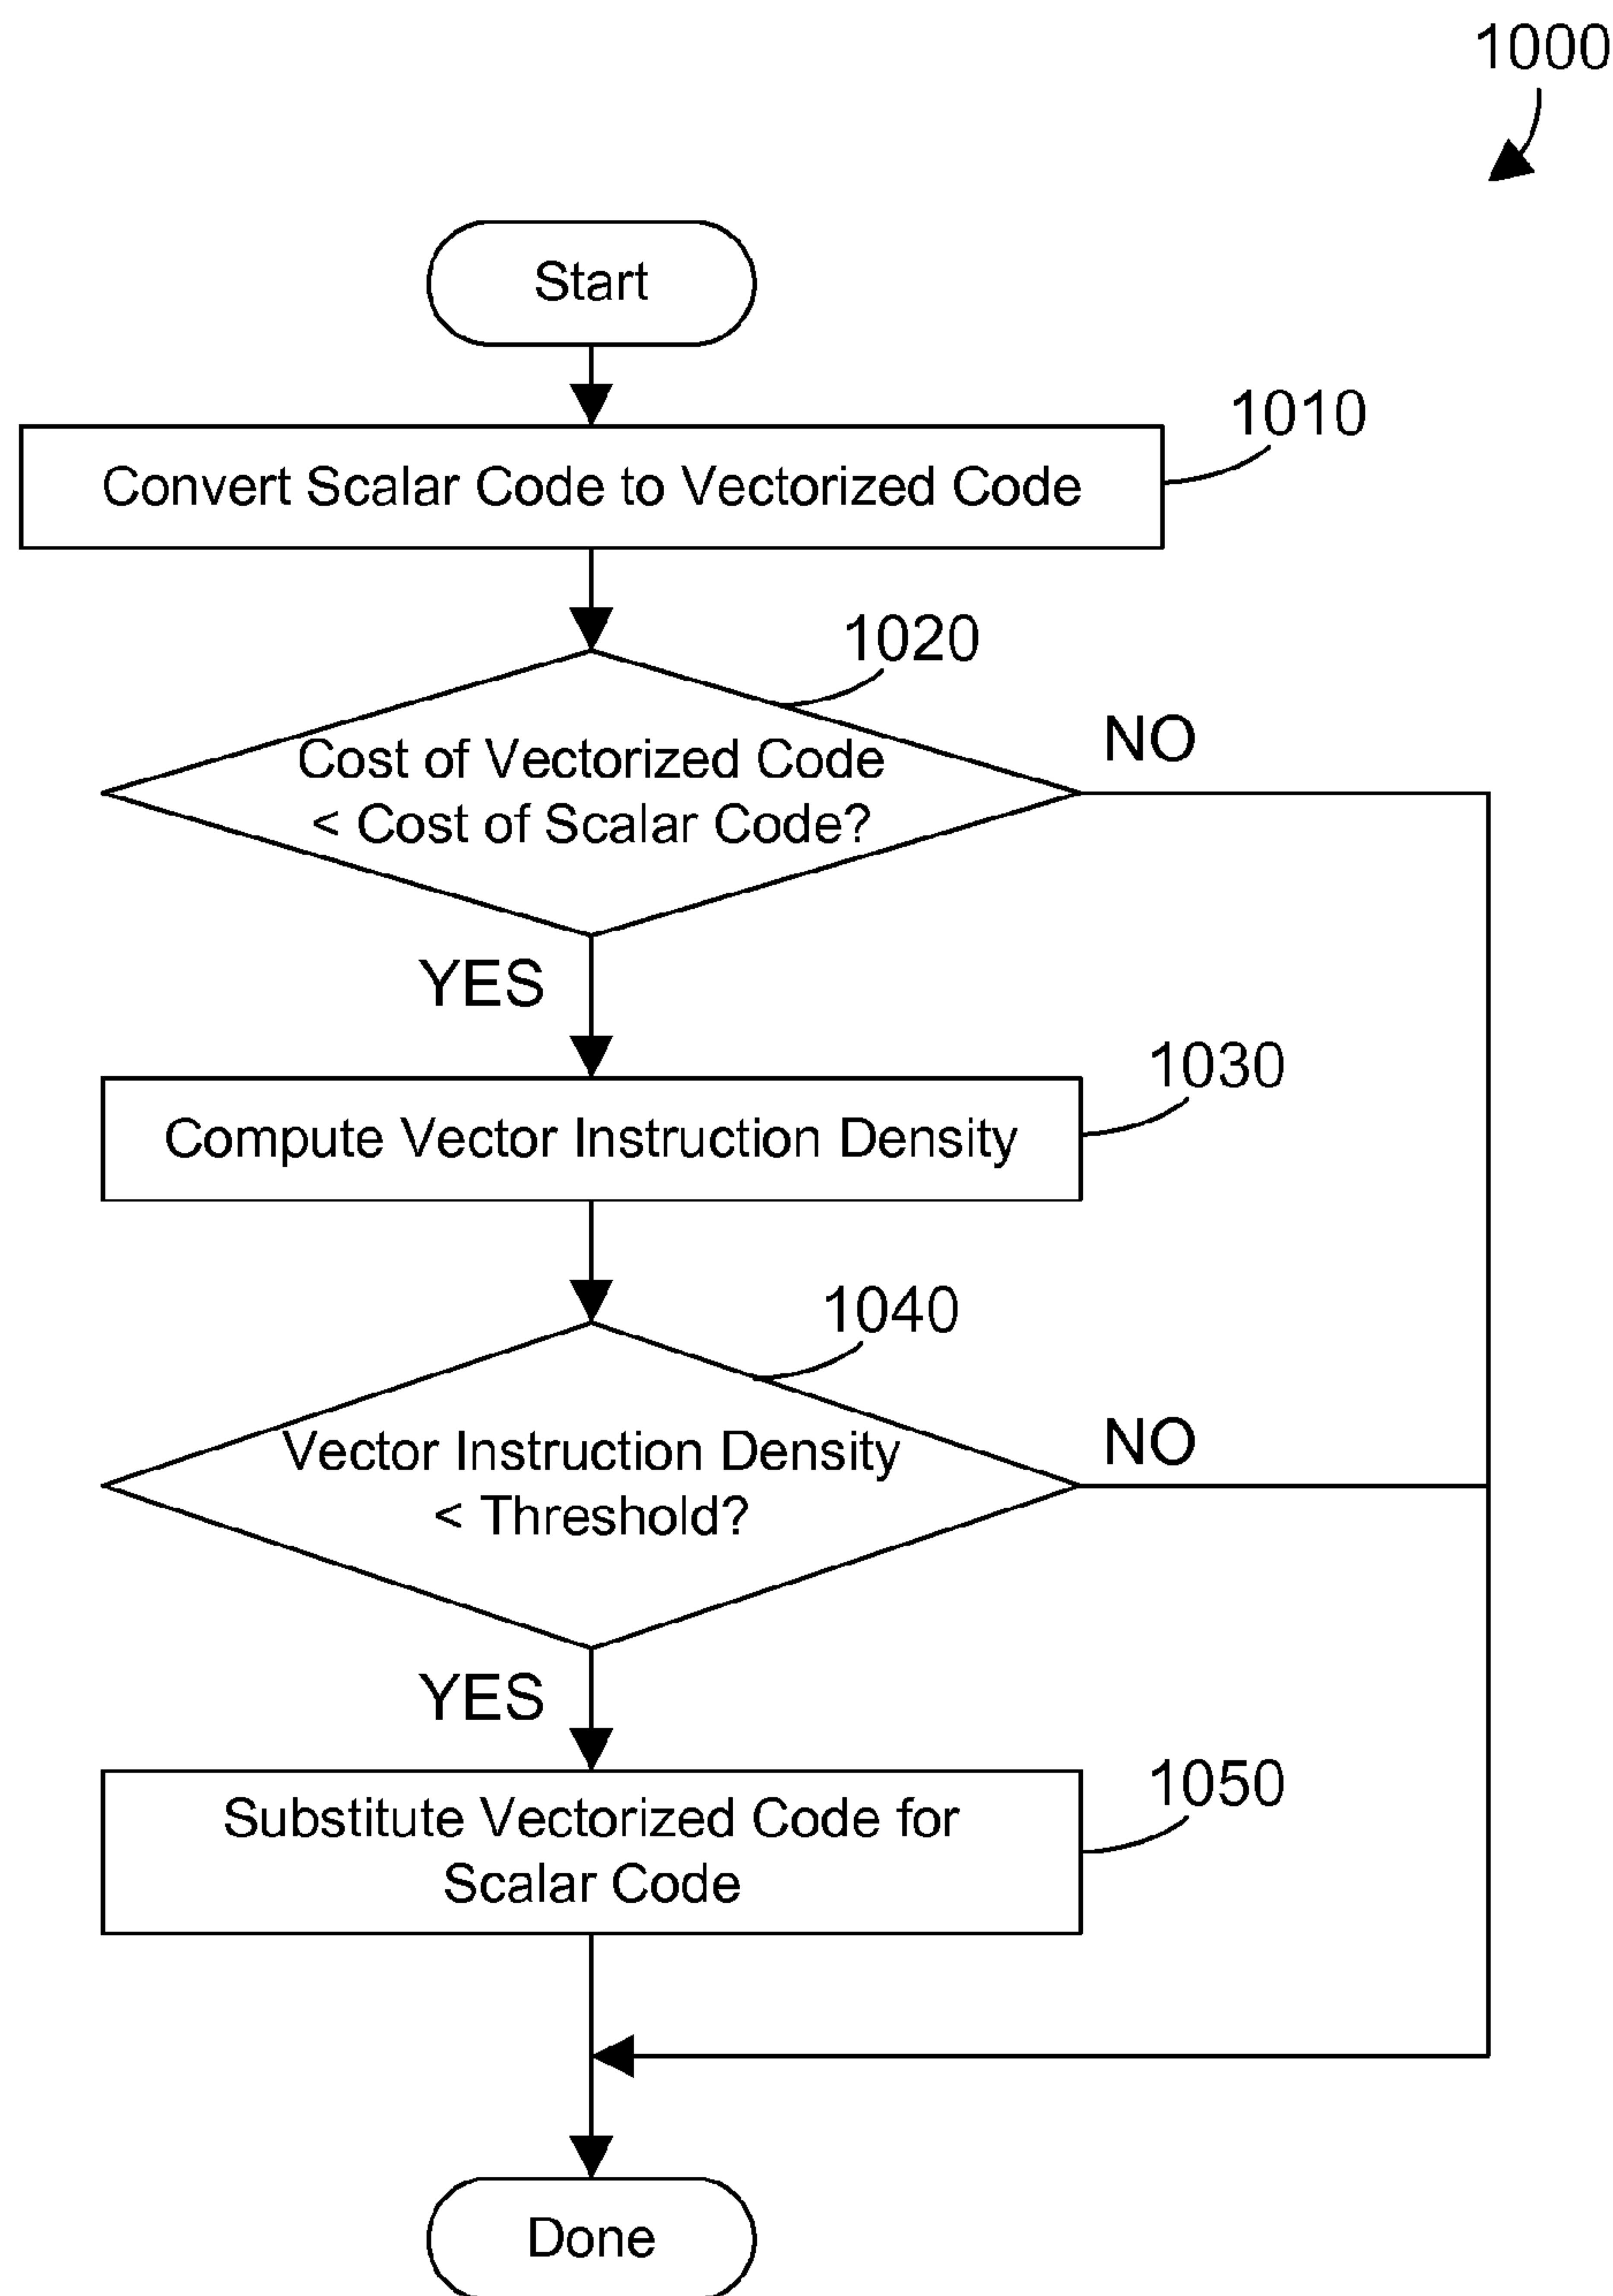 1000
Start
1010
Convert Scalar Code to Vectorized Code
1020
Cost of Vectorized Code
< Cost of Scalar Code?
NO
YES
1030
Compute Vector Instruction Density
1040
Vector Instruction Density
< Threshold?
NO
YES
1050
Substitute Vectorized Code for
Scalar Code
Done